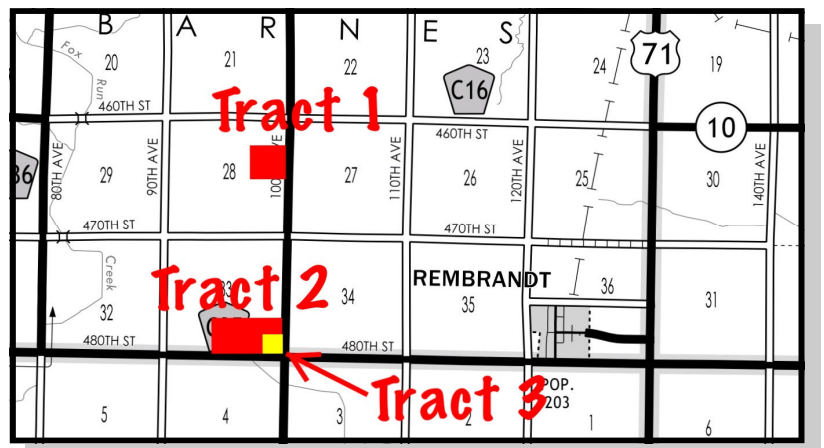 B A R N E S
20 21 22 23 24 71 19
Fox
Run
C16
460TH ST
Tract 1
460TH ST
10
80TH AVE
90TH AVE
110TH AVE
120TH AVE
140TH AVE
29 28 27 26 25 30
470TH ST
470TH ST
Creek
Tract 2
REMBRANDT
32 34 35 36 31
480TH ST
480TH ST
Tract 3
POP.
203
5 4 3 2 1 6